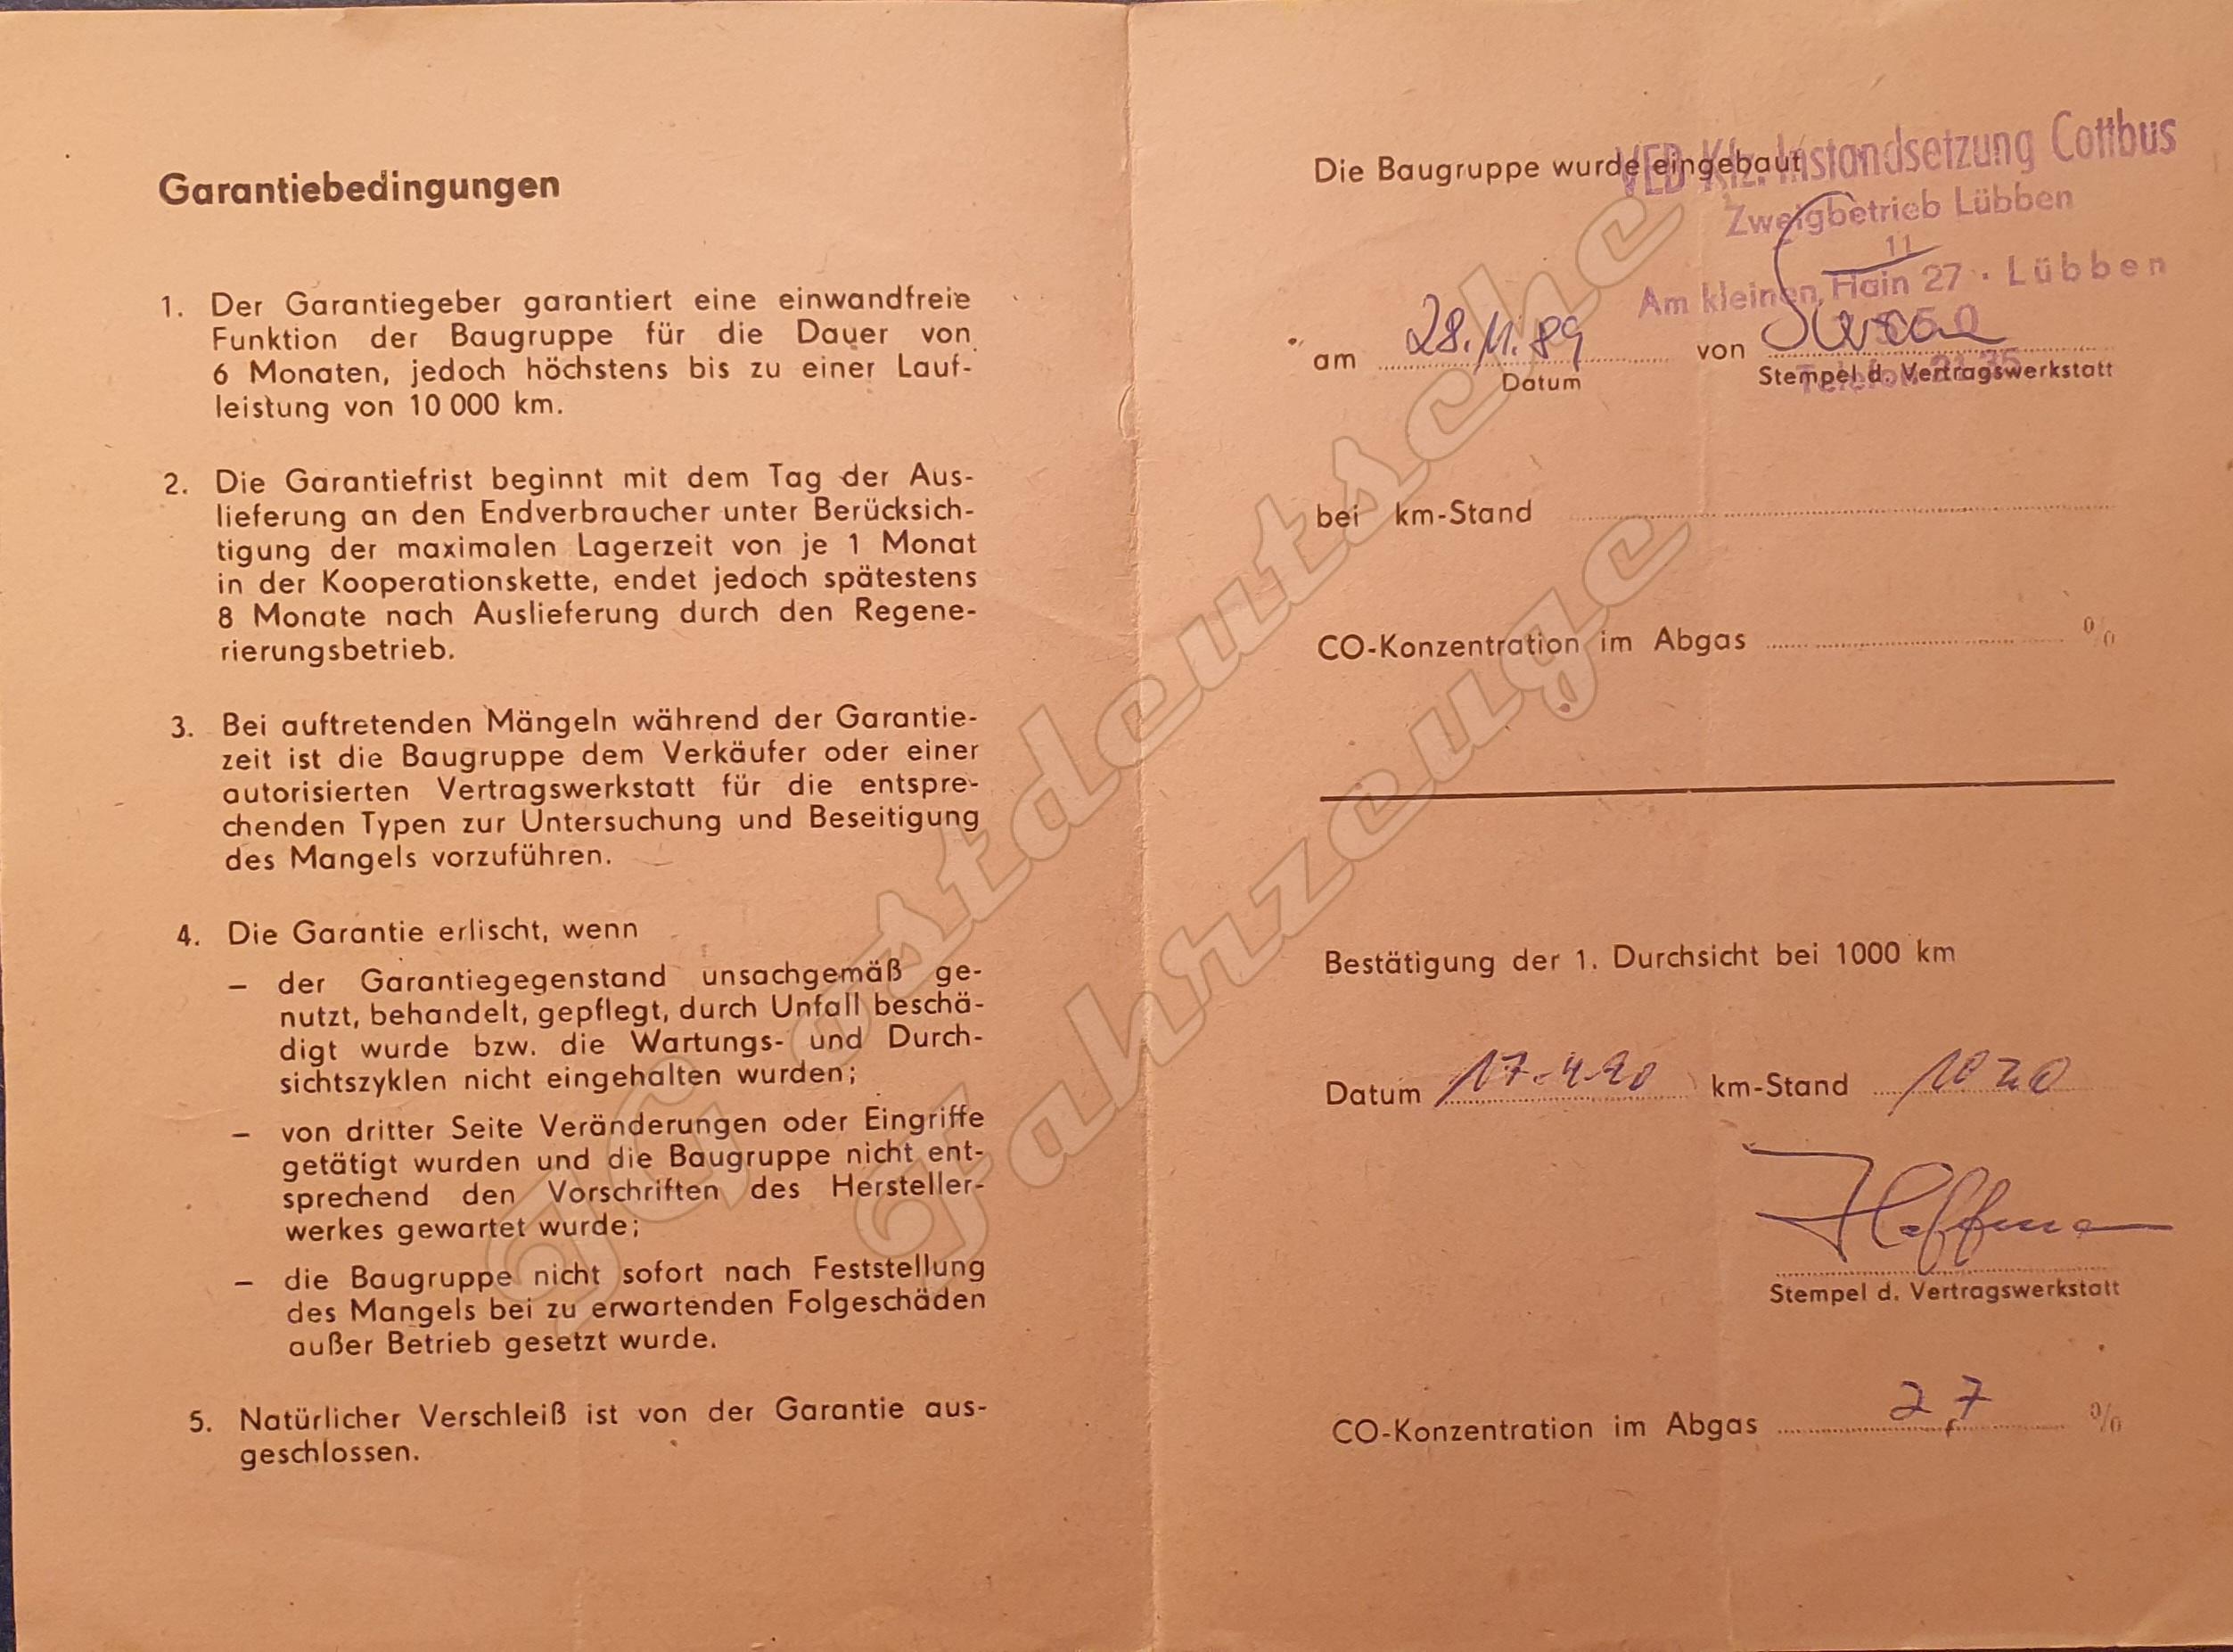 Garantiebedingungen
1. Der Garantiegeber garantiert eine einwandfreie
Funktion der Baugruppe für die Dauer von
6 Monaten, jedoch höchstens bis zu einer Lauf-
leistung von 10 000 km.
2. Die Garantiefrist beginnt mit dem Tag der Aus-
lieferung an den Endverbraucher unter Berücksich-
tigung der maximalen Lagerzeit von je 1 Monat
in der Kooperationskette, endet jedoch spätestens
8 Monate nach Auslieferung durch den Regene-
rierungsbetrieb.
3. Bei auftretenden Mängeln während der Garantie-
zeit ist die Baugruppe dem Verkäufer oder einer
autorisierten Vertragswerkstatt für die entspre-
chenden Typen zur Untersuchung und Beseitigung
des Mangels vorzuführen.
4. Die Garantie erlischt, wenn
– der Garantiegegenstand unsachgemäß ge-
nutzt, behandelt, gepflegt, durch Unfall beschä-
digt wurde bzw. die Wartungs- und Durch-
sichtszyklen nicht eingehalten wurden;
– von dritter Seite Veränderungen oder Eingriffe
getätigt wurden und die Baugruppe nicht ent-
sprechend den Vorschriften des Hersteller-
werkes gewartet wurde;
– die Baugruppe nicht sofort nach Feststellung
des Mangels bei zu erwartenden Folgeschäden
außer Betrieb gesetzt wurde.
5. Natürlicher Verschleiß ist von der Garantie aus-
geschlossen.
Die Baugruppe wurde eingebaut
VEB Kfz. Instandsetzung Cottbus
Zweigbetrieb Lübben
11
Am kleinen Hain 27 · Lübben
am 28.11.89 von
Datum
Stempel d. Vertragswerkstatt
Telefon
bei km-Stand
CO-Konzentration im Abgas %
Bestätigung der 1. Durchsicht bei 1000 km
Datum 17.4.90 km-Stand 1020
Stempel d. Vertragswerkstatt
CO-Konzentration im Abgas 2,7 %
IG ostdeutsche
Fahrzeuge